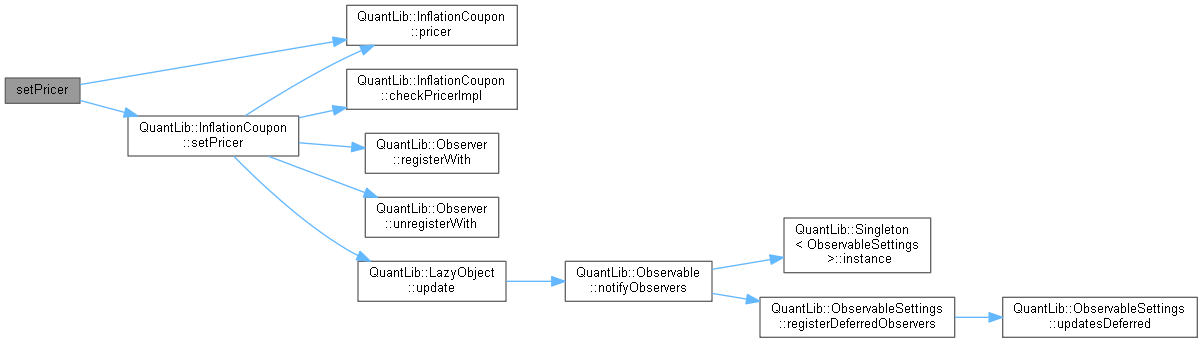 QuantLib::InflationCoupon
::pricer
setPricer
QuantLib::InflationCoupon
::checkPricerImpl
QuantLib::InflationCoupon
::setPricer
QuantLib::Observer
::registerWith
QuantLib::Observer
::unregisterWith
QuantLib::LazyObject
::update
QuantLib::Observable
::notifyObservers
QuantLib::Singleton
< ObservableSettings
>::instance
QuantLib::ObservableSettings
::registerDeferredObservers
QuantLib::ObservableSettings
::updatesDeferred